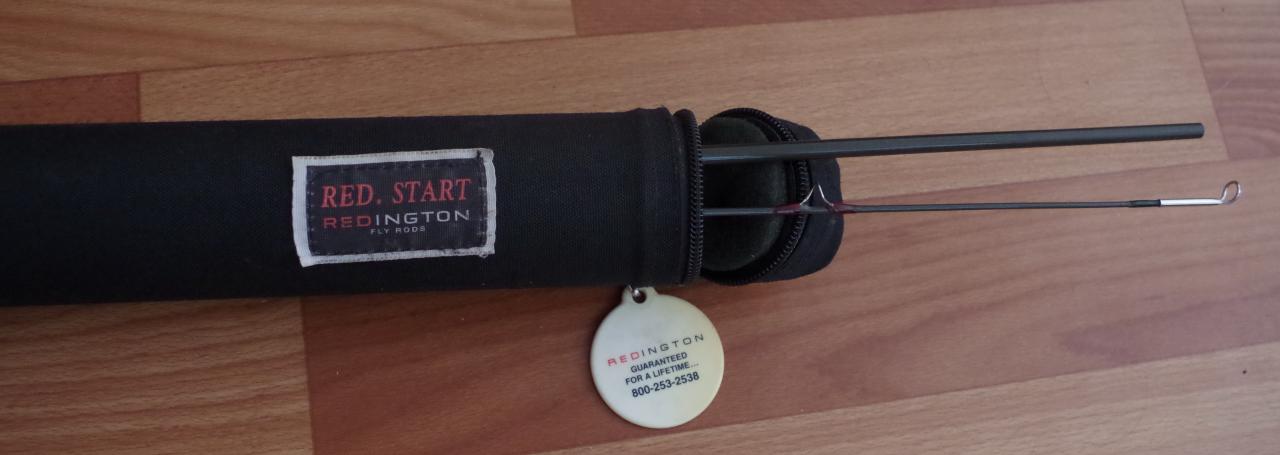 RED. START
REDINGTON
FLY RODS
REDINGTON
GUARANTEED
FOR A LIFETIME...
800-253-2538